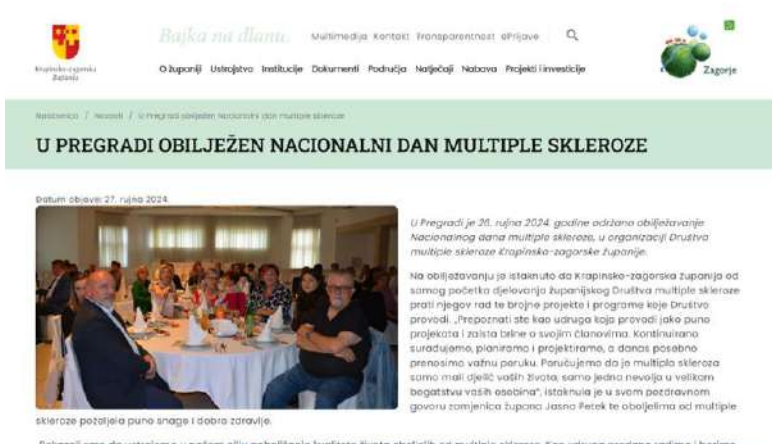 Bajka na dlanu.
Multimedija Kontakt Transparentnost ePrijave
Krapinsko-zagorska
županija
O županiji Ustrojstvo Institucije Dokumenti Područja Natječaji Nabava Projekti i investicije
Zagorje
Naslovnica / Novosti / U Pregradi obilježen Nacionalni dan multiple skleroze
U PREGRADI OBILJEŽEN NACIONALNI DAN MULTIPLE SKLEROZE
Datum objave: 27. rujna 2024.
U Pregradi je 26. rujna 2024. godine održano obilježavanje
Nacionalnog dana multiple skleroze, u organizaciji Društva
multiple skleroze Krapinsko-zagorske županije.
Na obilježavanju je istaknuto da Krapinsko-zagorska županija od
samog početka djelovanja županijskog Društva multiple skleroze
prati njegov rad te brojne projekte i programe koje Društvo
provodi. „Prepoznati ste kao udruga koja provodi jako puno
projekata i zaista brine o svojim članovima. Kontinuirano
surađujemo, planiramo i projektiramo, a danas posebno
prenosimo važnu poruku. Poručujemo da je multipla skleroza
samo mali djelić vaših života, samo jedna nevolja u velikom
bogatstvu vaših osobina", istaknula je u svom pozdravnom
govoru zamjenica župana Jasna Petek te oboljelima od multiple
skleroze poželjela puno snage i dobro zdravlje.